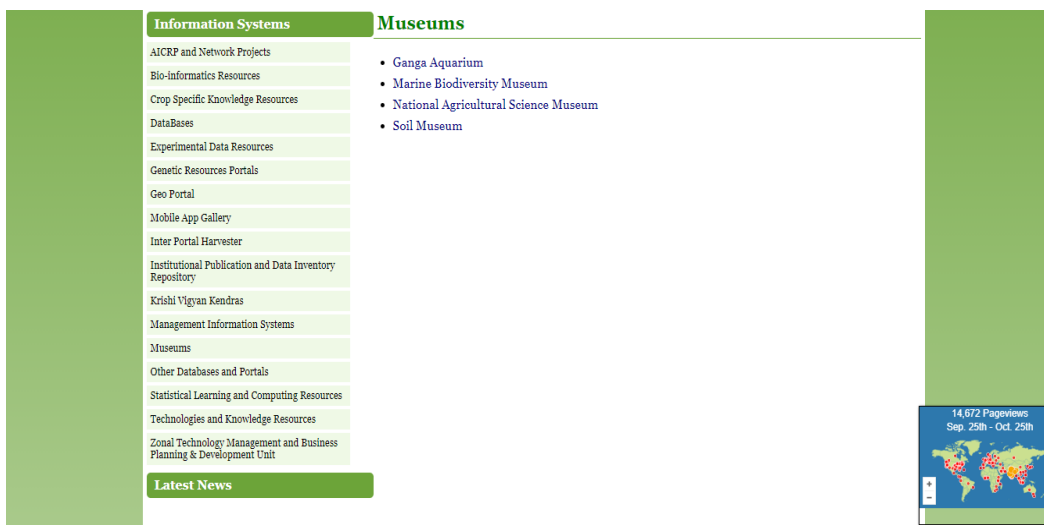 Information Systems
AICRP and Network Projects
Bio-informatics Resources
Crop Specific Knowledge Resources
DataBases
Experimental Data Resources
Genetic Resources Portals
Geo Portal
Mobile App Gallery
Inter Portal Harvester
Institutional Publication and Data Inventory
Repository
Krishi Vigyan Kendras
Management Information Systems
Museums
Other Databases and Portals
Statistical Learning and Computing Resources
Technologies and Knowledge Resources
Zonal Technology Management and Business
Planning & Development Unit
Latest News
Museums
• Ganga Aquarium
• Marine Biodiversity Museum
• National Agricultural Science Museum
• Soil Museum
14,672 Pageviews
Sep. 25th - Oct. 25th
+
−